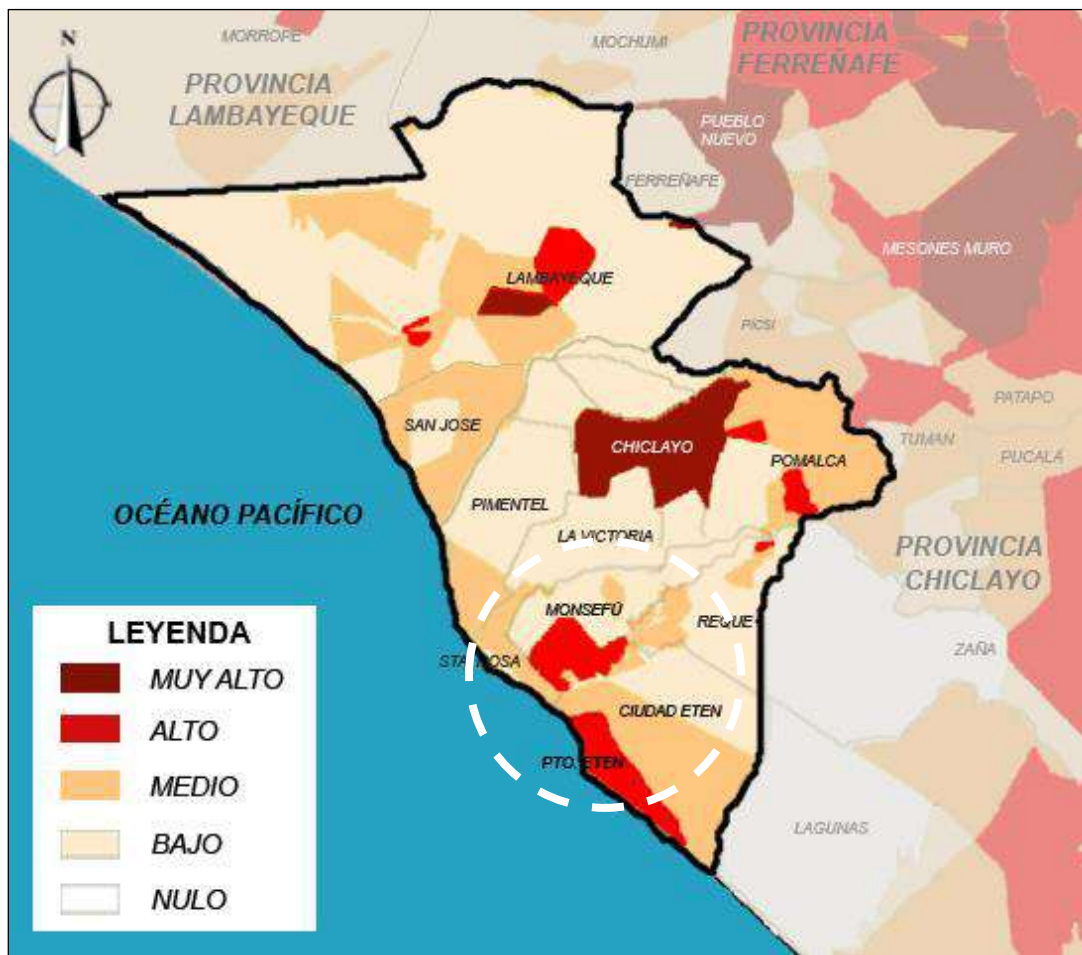 N
MORROPE
MOCHUMI
PROVINCIA
FERREÑAFE
PROVINCIA
LAMBAYEQUE
PUEBLO
NUEVO
FERREÑAFE
MESONES MURO
LAMBAYEQUE
PICSI
PATAPO
SAN JOSE
CHICLAYO
TUMAN
POMALCA
PUCALA
PIMENTEL
OCÉANO PACÍFICO
LA VICTORIA
PROVINCIA
CHICLAYO
MONSEFÚ
REQUE
ZAÑA
STA. ROSA
CIUDAD ETEN
PTO. ETEN
LAGUNAS
LEYENDA
MUY ALTO
ALTO
MEDIO
BAJO
NULO